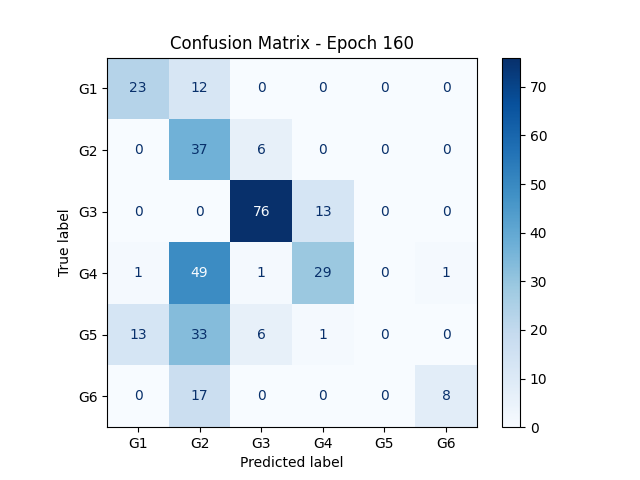 Confusion Matrix - Epoch 160
True label
G1 23 12 0 0 0 0
G2 0 37 6 0 0 0
G3 0 0 76 13 0 0
G4 1 49 1 29 0 1
G5 13 33 6 1 0 0
G6 0 17 0 0 0 8
G1 G2 G3 G4 G5 G6
Predicted label
70
60
50
40
30
20
10
0